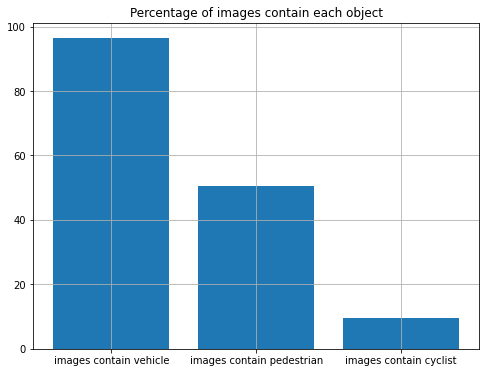 Percentage of images contain each object
100
80
60
40
20
0
images contain vehicle
images contain pedestrian
images contain cyclist